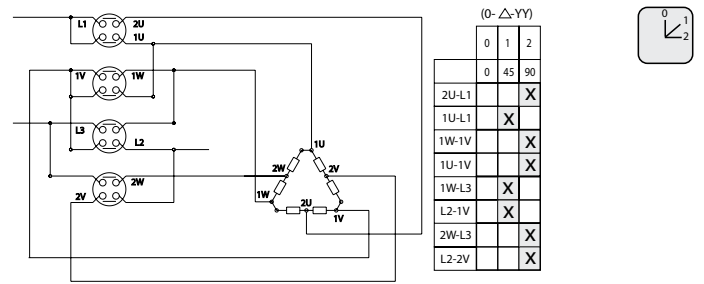 L1 2U
1U
1V 1W
L3
L2
2V 2W
1U
2W 2V
1W
2U
1V
(0- △-YY)
0 1 2
0 45 90
2U-L1 X
1U-L1 X
1W-1V X
1U-1V X
1W-L3 X
L2-1V X
2W-L3 X
L2-2V X
0
1
2